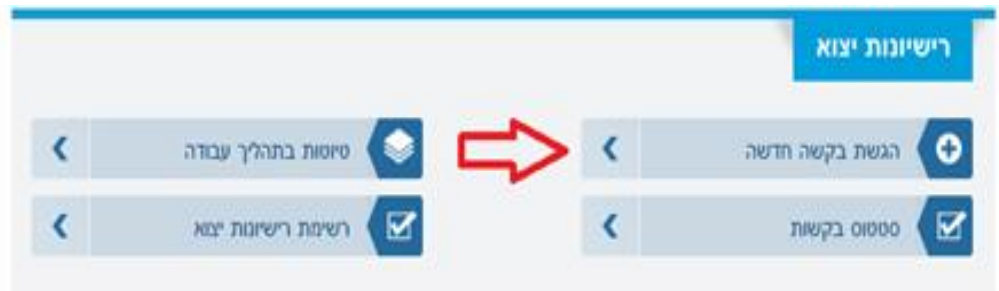 רישיונות יצוא
הגשת בקשה חדשה
טיוטות בתהליך עבודה
סטטוס בקשות
רשימת רישיונות יצוא